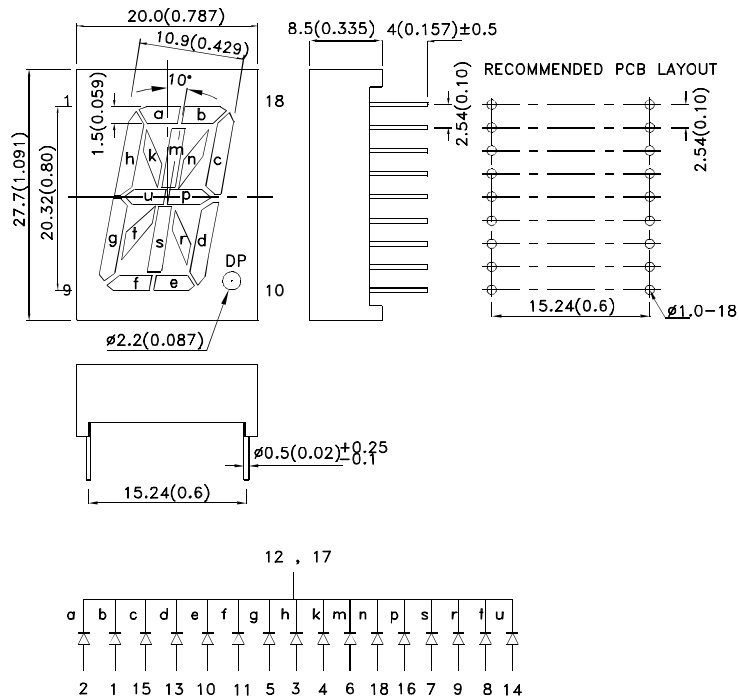 20.0(0.787)
10.9(0.429)
10°
1.5(0.059)
27.7(1.091)
20.32(0.80)
1
18
9
10
a
b
c
d
e
f
g
h
k
m
n
u
p
t
s
r
DP
ø2.2(0.087)
8.5(0.335)
4(0.157)±0.5
2.54(0.10)
RECOMMENDED PCB LAYOUT
2.54(0.10)
15.24(0.6)
ø1.0-18
ø0.5(0.02)+0.25
-0.1
15.24(0.6)
12 , 17
a b c d e f g h k m n p s r t u
2 1 15 13 10 11 5 3 4 6 18 16 7 9 8 14